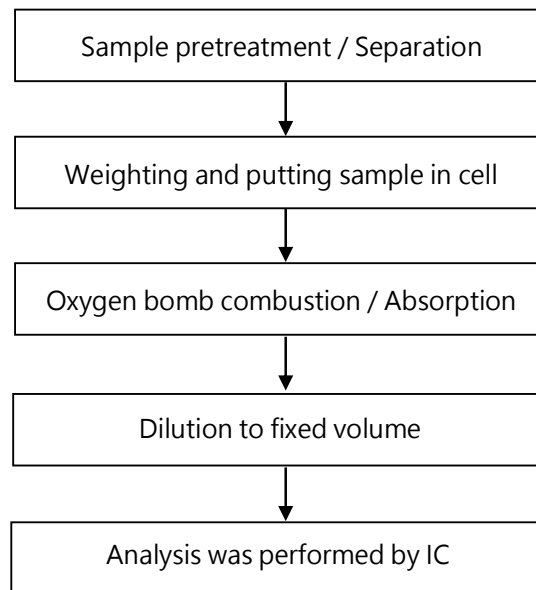 Sample pretreatment / Separation
Weighting and putting sample in cell
Oxygen bomb combustion / Absorption
Dilution to fixed volume
Analysis was performed by IC